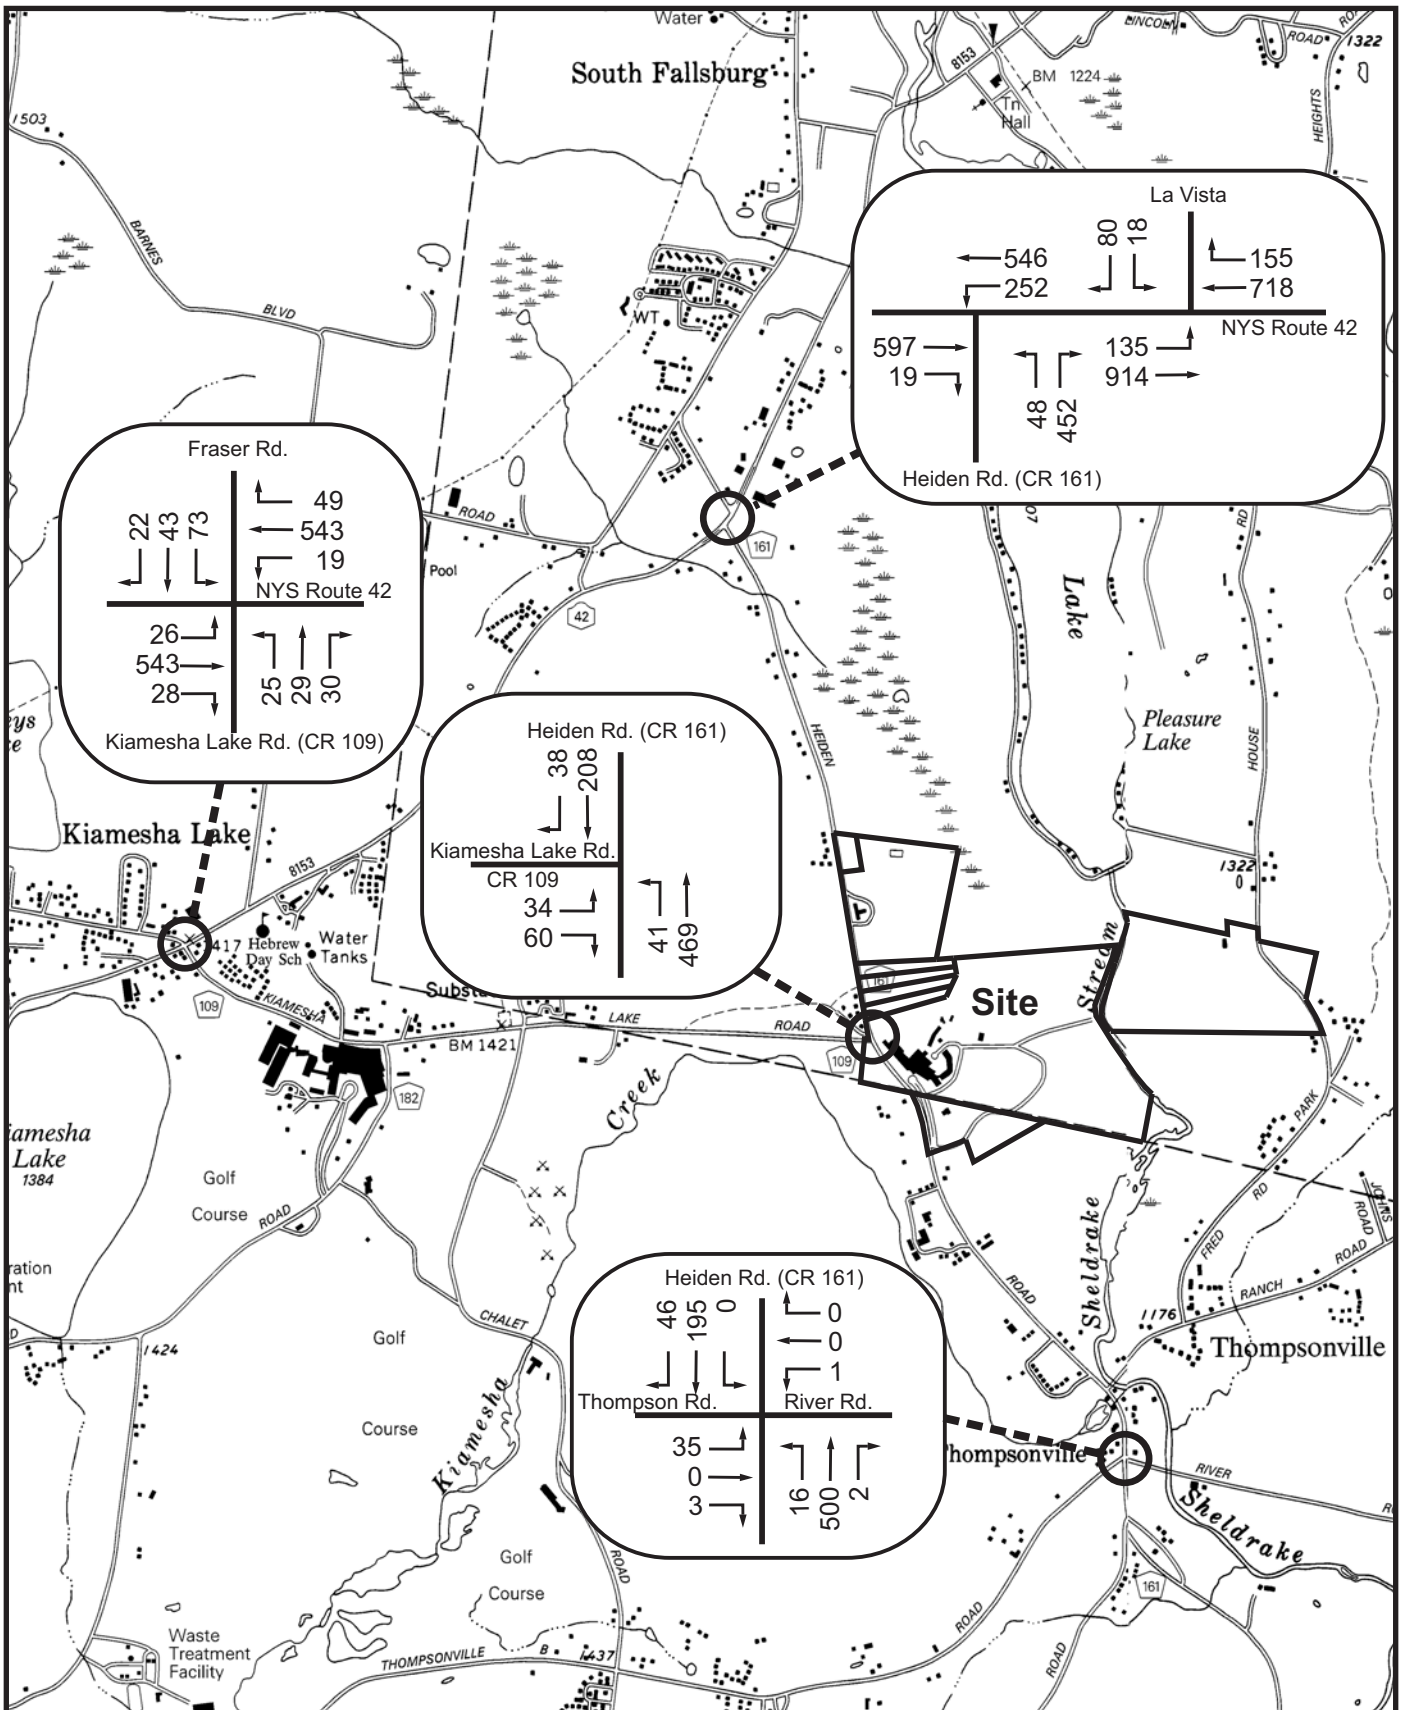 Water
LINCOLN
ROAD
1322
South Fallsburg
8153
BM 1224
Tn
Hall
HEIGHTS
1503
BARNES
BLVD
WT
La Vista
80
18
546
252
155
718
NYS Route 42
597
19
135
914
48
452
Heiden Rd. (CR 161)
Fraser Rd.
49
543
19
22
43
73
NYS Route 42
26
543
28
25
29
30
Kiamesha Lake Rd. (CR 109)
ROAD
Pool
161
42
RD
Lake
Pleasure
Lake
HOUSE
HEIDEN
Heiden Rd. (CR 161)
38
208
Kiamesha Lake Rd.
CR 109
34
60
41
469
Kiamesha Lake
8153
1322
417
Hebrew
Day Sch
Water
Tanks
109
KIAMESHA
161
Site
Stream
LAKE
ROAD
BM 1421
109
182
Creek
PARK
Lake
1384
Golf
Course
ROAD
RD
FRED
JOHNS
ROAD
ROAD
RANCH
Sheldrake
ROAD
1176
Thompsonville
CHALET
Golf
1424
Heiden Rd. (CR 161)
46
195
0
0
0
1
Thompson Rd.
River Rd.
35
0
3
16
500
2
Course
Kiamesha
Thompsonville
RIVER
Sheldrake
ROAD
Golf
Course
161
ROAD
ROAD
Waste
Treatment
Facility
THOMPSONVILLE
B
1437